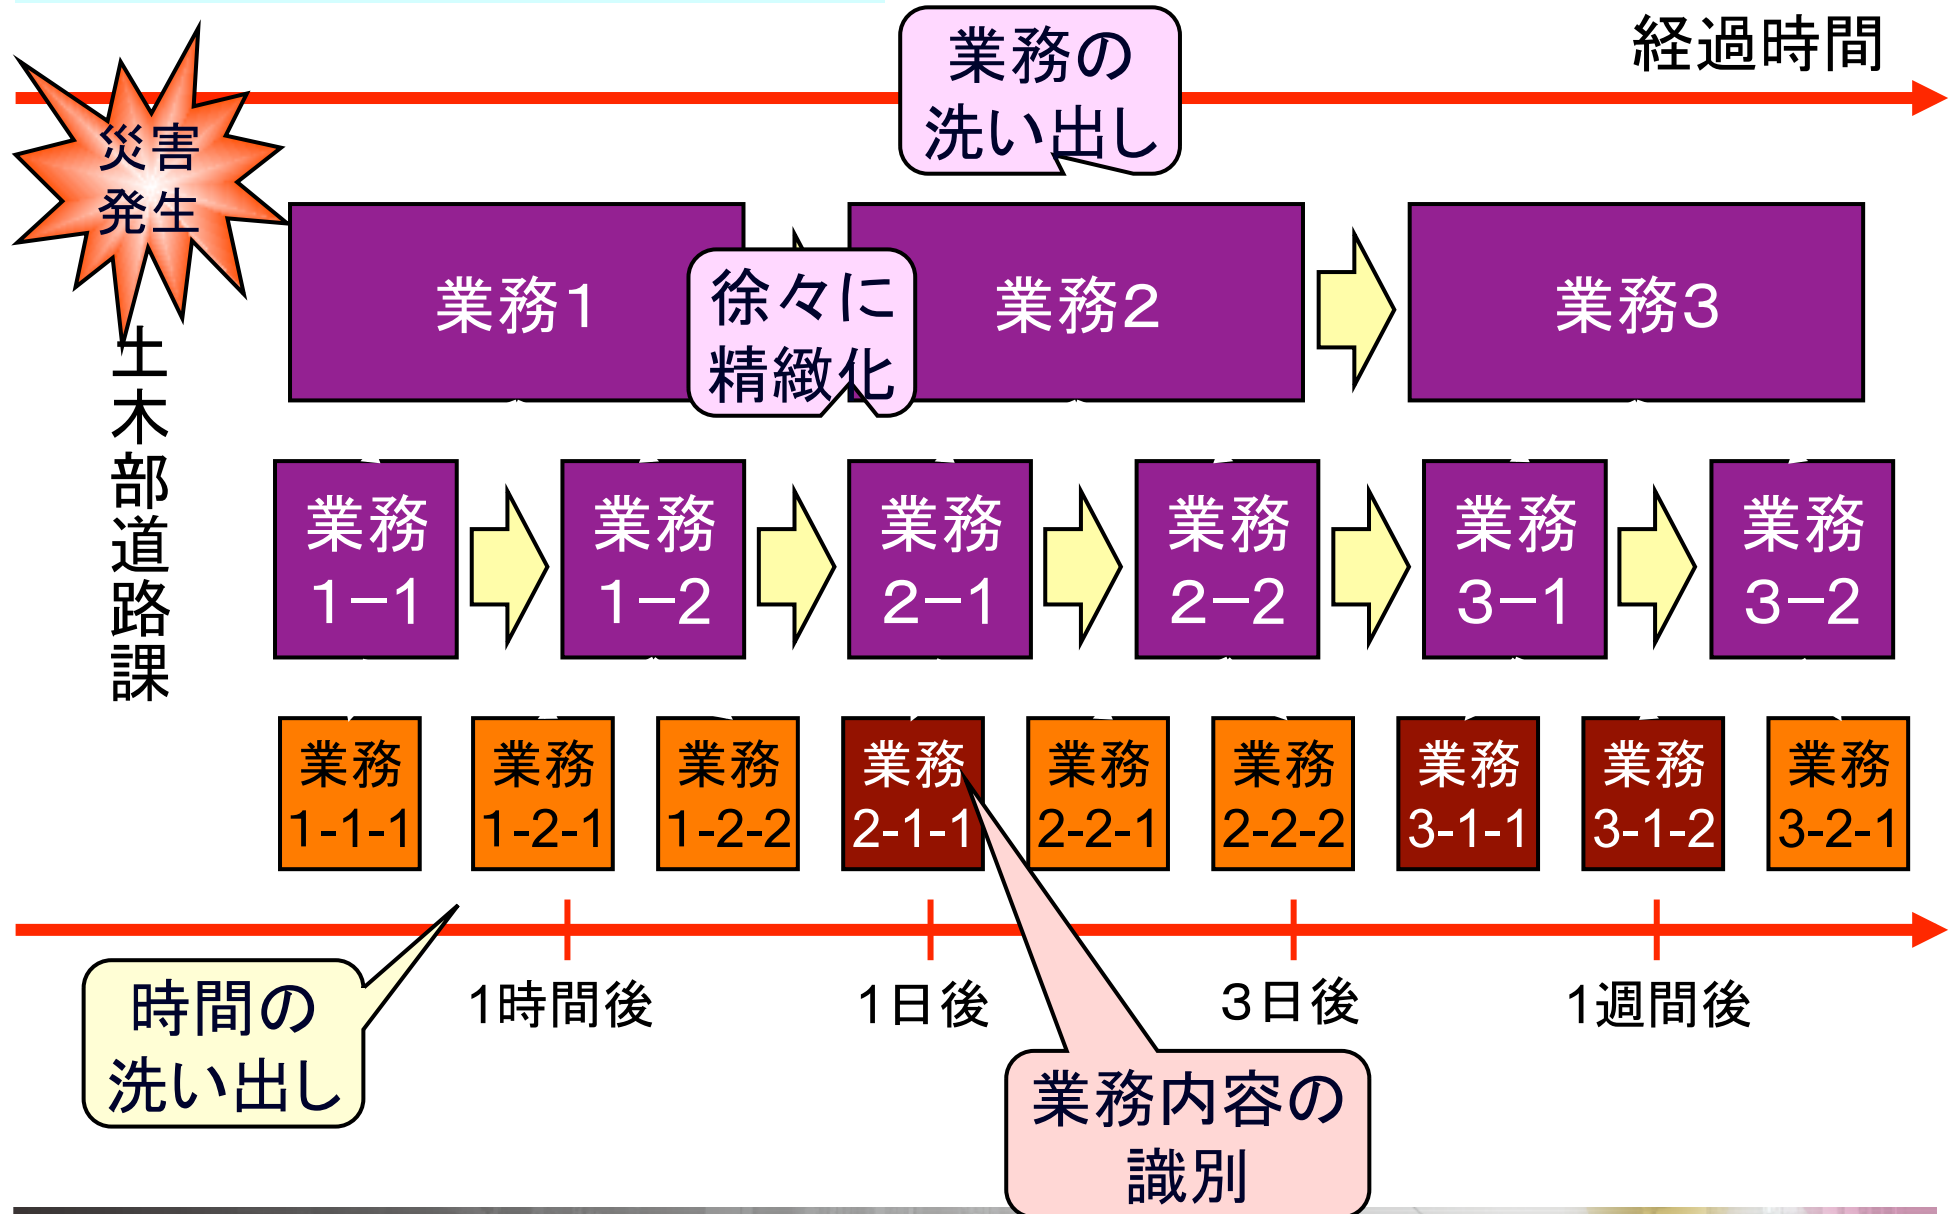 経過時間
業務の
洗い出し
災害
発生
業務1
業務2
業務3
徐々に
精緻化
土木部道路課
業務
1－1
業務
1－2
業務
2－1
業務
2－2
業務
3－1
業務
3－2
業務
1-1-1
業務
1-2-1
業務
1-2-2
業務
2-1-1
業務
2-2-1
業務
2-2-2
業務
3-1-1
業務
3-1-2
業務
3-2-1
1時間後
1日後
３日後
1週間後
時間の
洗い出し
業務内容の
識別